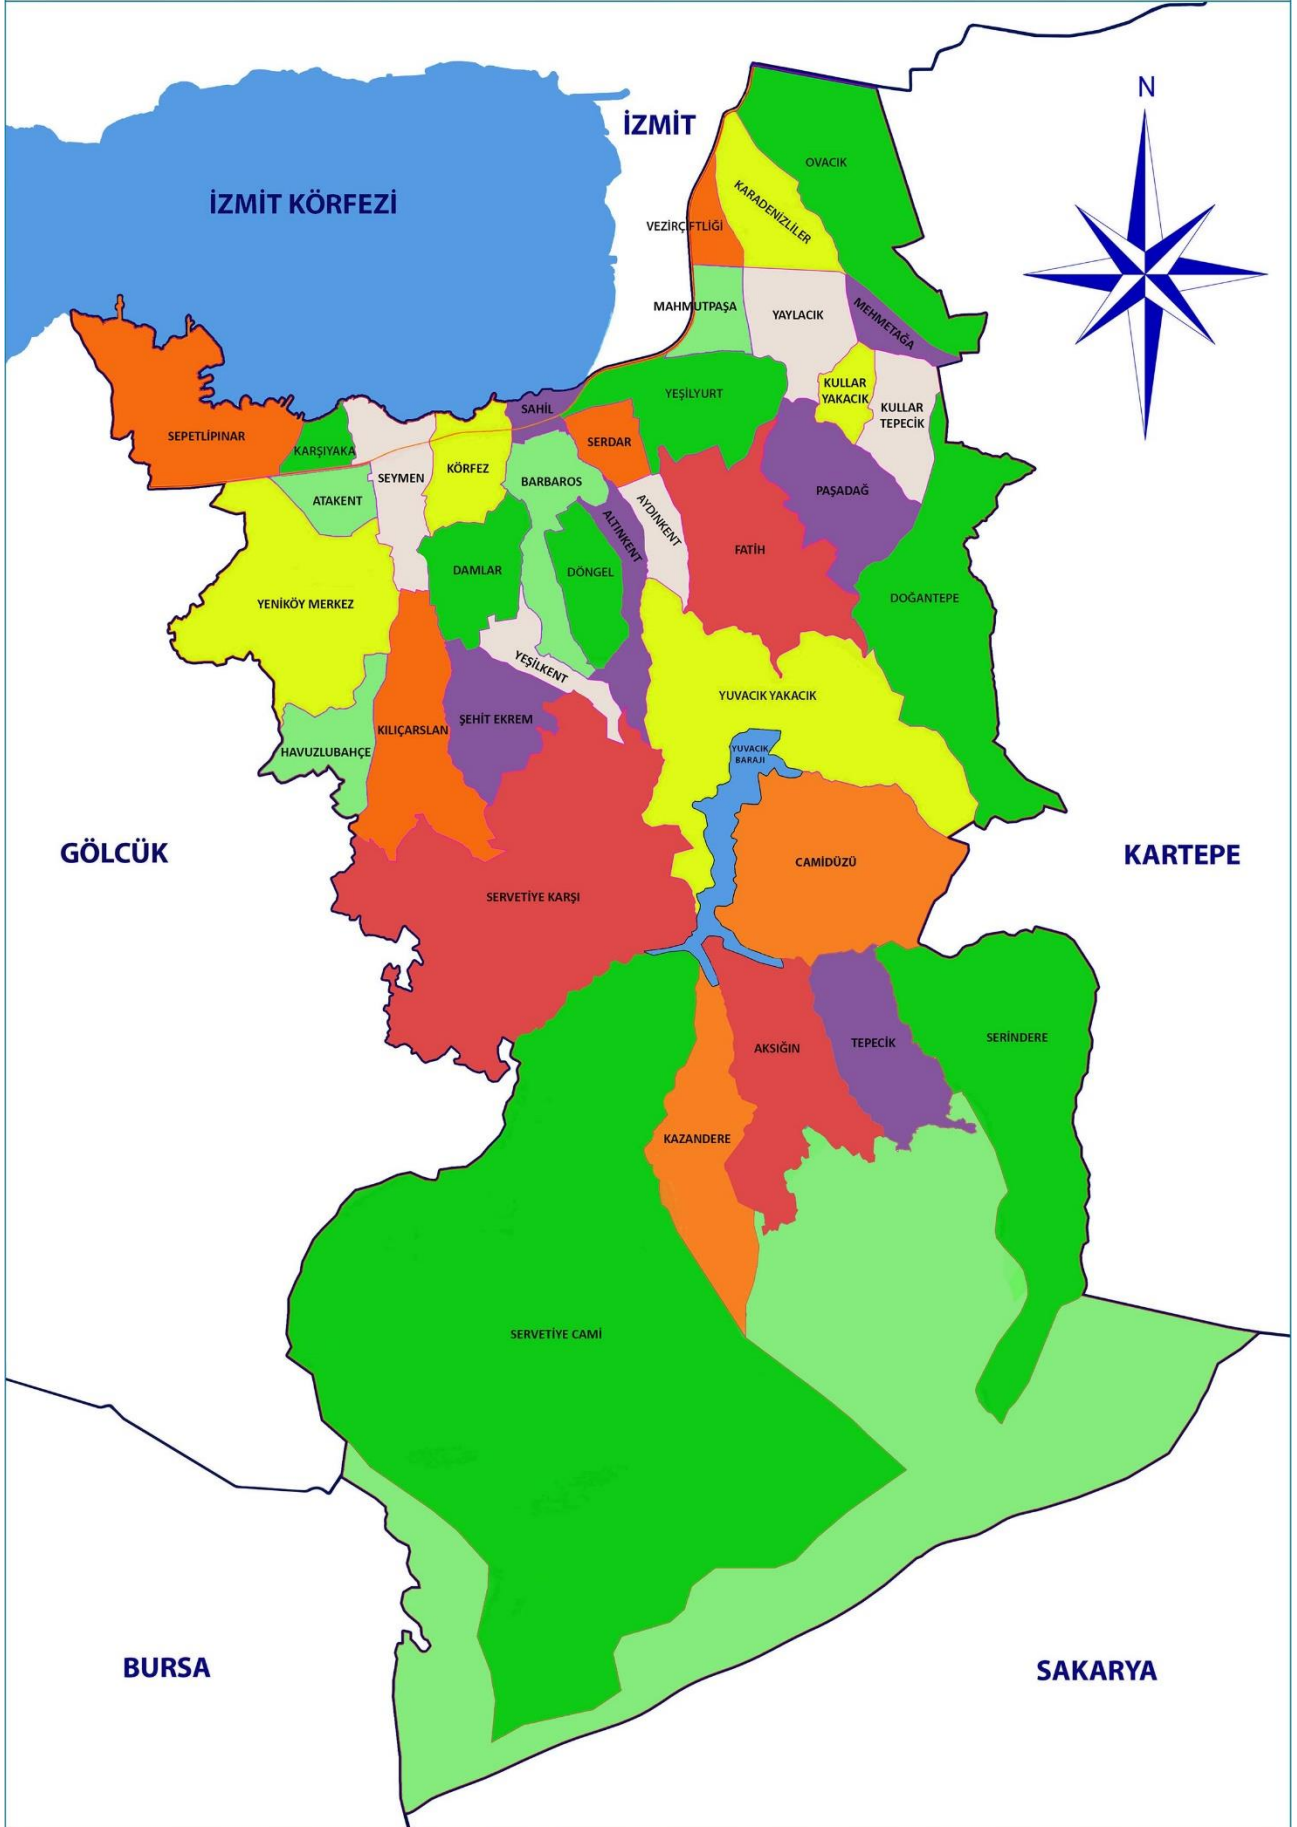 N
İZMİT
OVACIK
İZMİT KÖRFEZİ
KARADENİZLİLER
VEZİRÇİFTLİĞİ
MAHMUTPAŞA
YAYLACIK
MEHMETAĞA
KULLAR
YAKACIK
YEŞİLYURT
KULLAR
TEPECİK
SAHİL
SEPETLİPINAR
KARŞIYAKA
SERDAR
SEYMEN
KÖRFEZ
BARBAROS
PAŞADAĞ
ATAKENT
ALTINKENT
AYDINKENT
FATİH
DAMLAR
DÖNGEL
DOĞANTEPE
YENİKÖY MERKEZ
YEŞİLKENT
YUVACIK YAKACIK
ŞEHİT EKREM
KILIÇARSLAN
HAVUZLUBAHÇE
YUVACIK
BARAJI
GÖLCÜK
KARTEPE
CAMİDÜZÜ
SERVETİYE KARŞI
AKSIĞIN
TEPECİK
SERİNDERE
KAZANDERE
SERVETİYE CAMİ
BURSA
SAKARYA